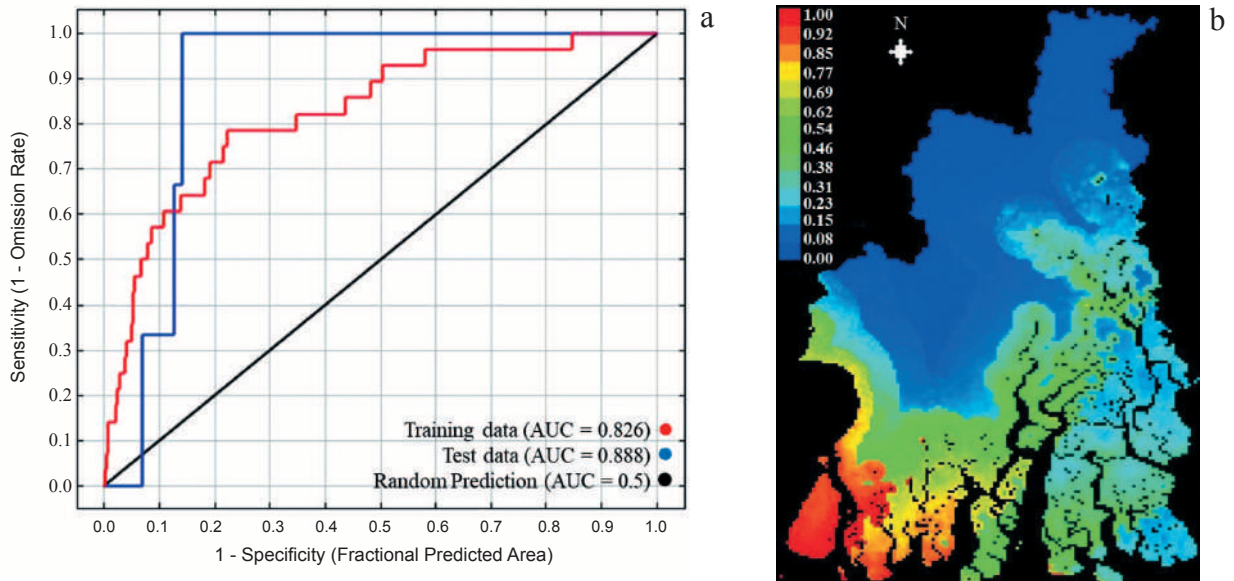 a
b
1.0
0.9
0.8
0.7
0.6
0.5
0.4
0.3
0.2
0.1
0.0
Sensitivity (1 - Omission Rate)
Training data (AUC = 0.826)
Test data (AUC = 0.888)
Random Prediction (AUC = 0.5)
0.0 0.1 0.2 0.3 0.4 0.5 0.6 0.7 0.8 0.9 1.0
1 - Specificity (Fractional Predicted Area)
1.00
0.92
0.85
0.77
0.69
0.62
0.54
0.46
0.38
0.31
0.23
0.15
0.08
0.00
N